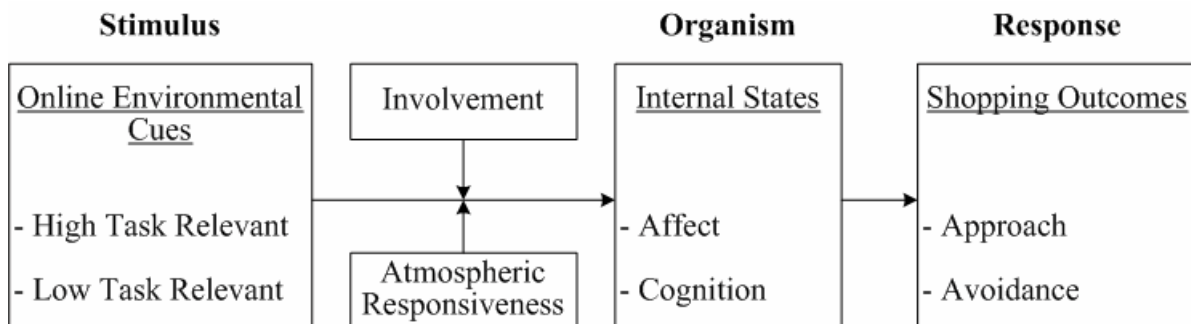 Stimulus
Organism
Response
Online Environmental
Cues
- High Task Relevant
- Low Task Relevant
Involvement
Atmospheric
Responsiveness
Internal States
- Affect
- Cognition
Shopping Outcomes
- Approach
- Avoidance